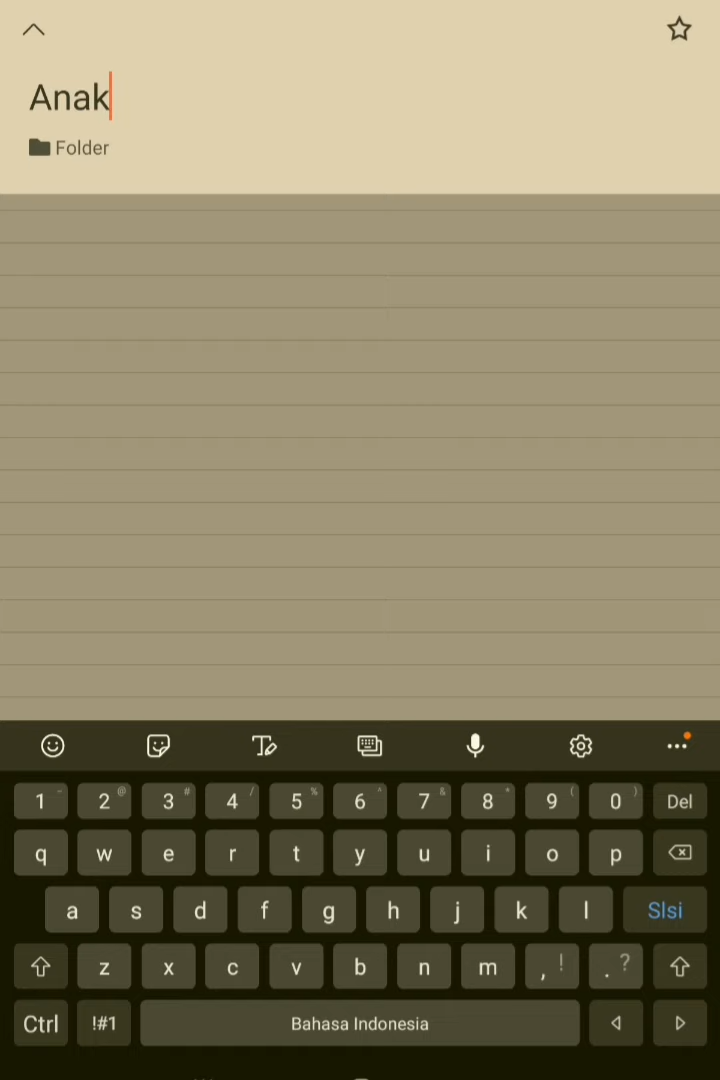 Anak
Folder
1 - 2 @ 3 # 4 / 5 % 6 ^ 7 & 8 * 9 ( 0 ) Del
q w e r t y u i o p
a s d f g h j k l Slsi
z x c v b n m , ! . ?
Ctrl !#1 Bahasa Indonesia